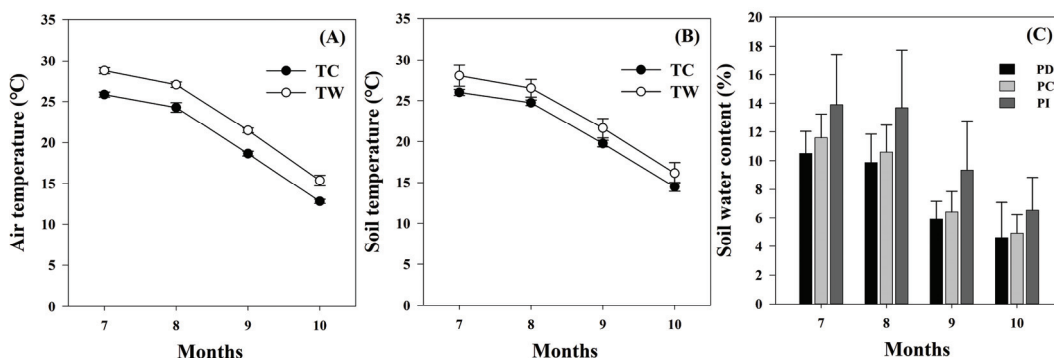 (A)
TC
TW
Air temperature (°C)
35
30
25
20
15
10
5
0
7 8 9 10
Months
(B)
TC
TW
Soil temperature (°C)
35
30
25
20
15
10
5
0
7 8 9 10
Months
(C)
PD
PC
PI
Soil water content (%)
20
18
16
14
12
10
8
6
4
2
0
7 8 9 10
Months